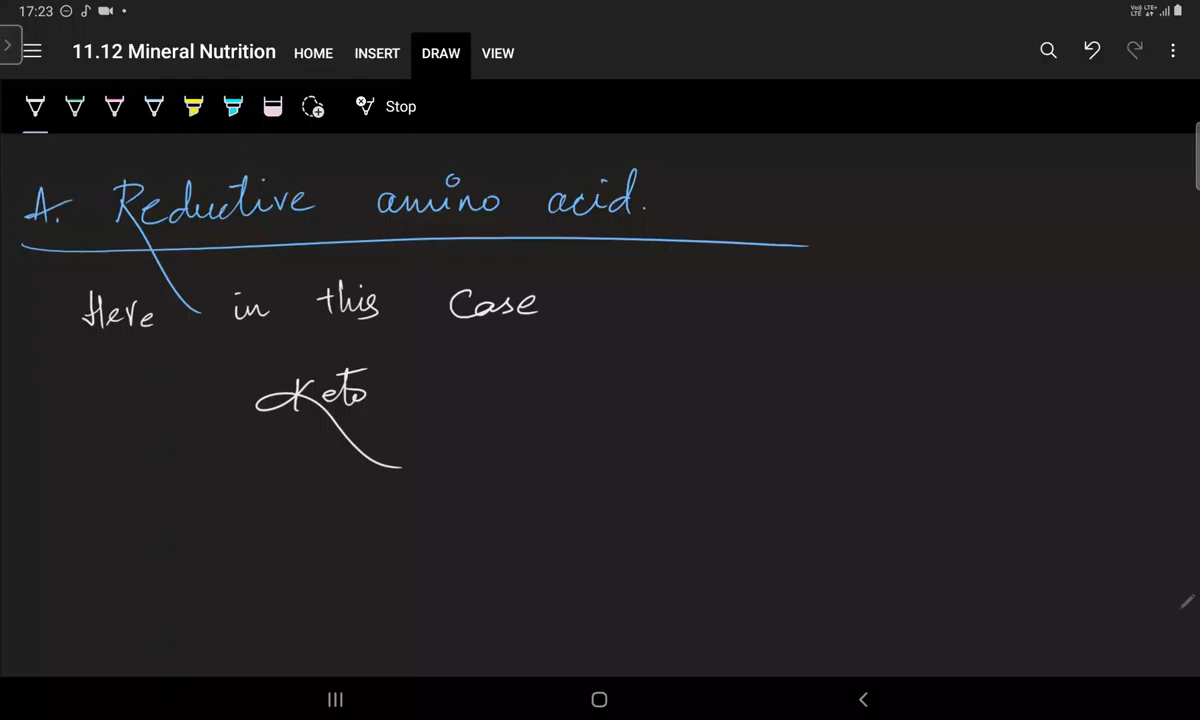 17:23
11.12 Mineral Nutrition HOME INSERT DRAW VIEW
Stop
A. Reductive amino acid.
Here in this Case
Keto